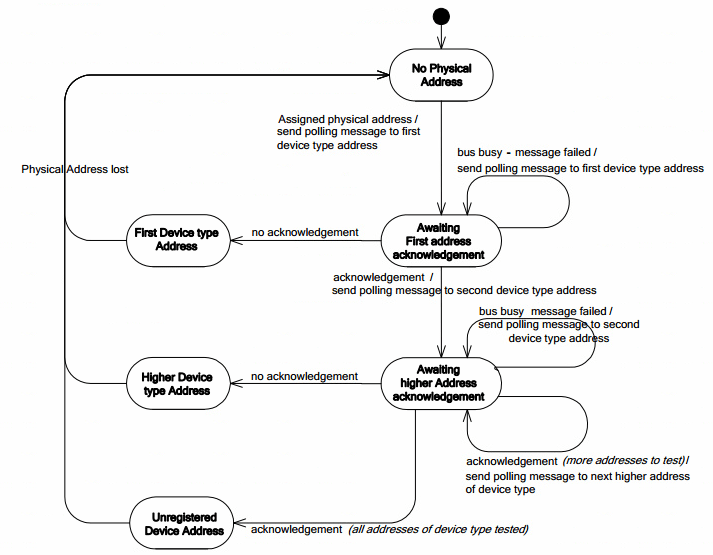 No Physical
Address
Assigned physical address /
send polling message to first
device type address
bus busy - message failed /
send polling message to first device type address
Physical Address lost
First Device type
Address
no acknowledgement
Awaiting
First address
acknowledgement
acknowledgement /
send polling message to second device type address
bus busy message failed /
send polling message to second
device type address
Higher Device
type Address
no acknowledgement
Awaiting
higher Address
acknowledgement
acknowledgement (more addresses to test)/
send polling message to next higher address
of device type
Unregistered
Device Address
acknowledgement (all addresses of device type tested)